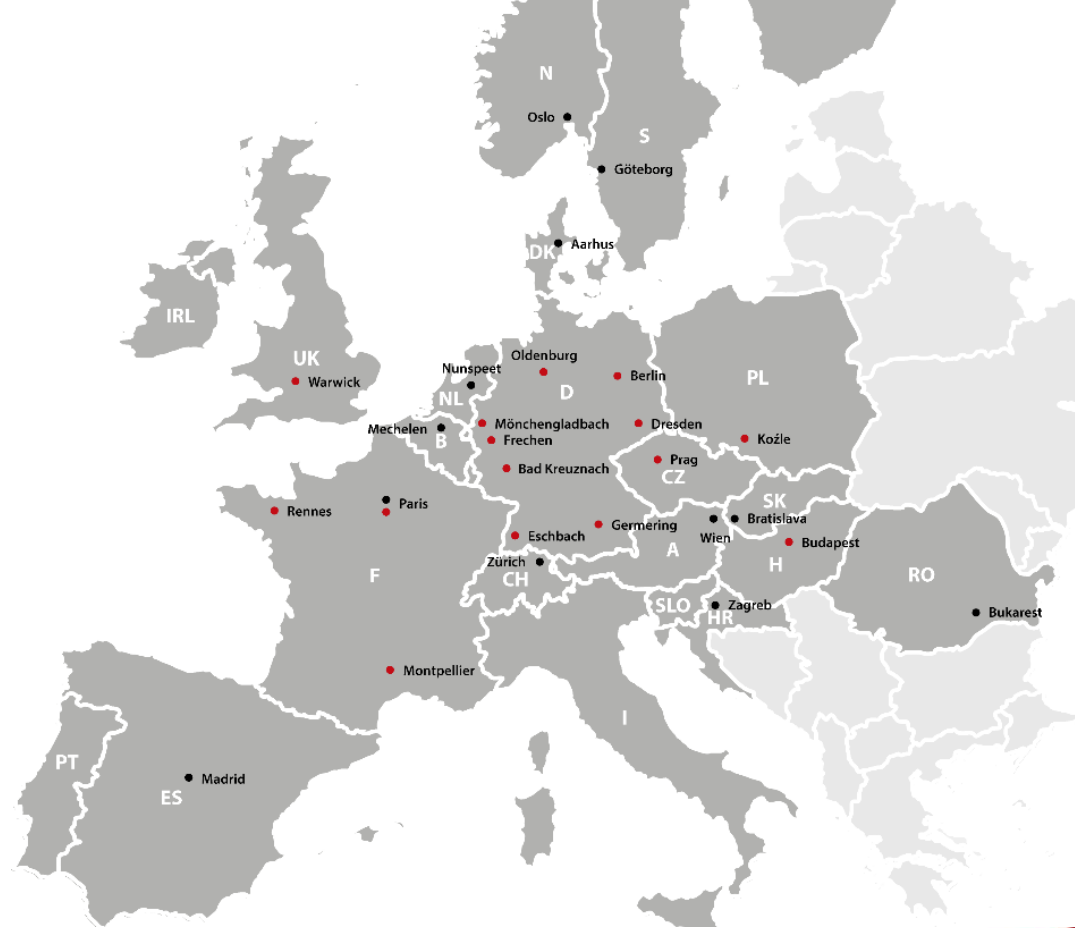 N
Oslo
S
Göteborg
DK
Aarhus
IRL
UK
Warwick
Oldenburg
Nunspeet
Berlin
PL
D
NL
Mönchengladbach
Dresden
Mechelen
B
Frechen
Koźle
Prag
Bad Kreuznach
CZ
SK
Paris
Rennes
Bratislava
Germering
Eschbach
Wien
Budapest
A
Zürich
H
CH
F
RO
SLO
Zagreb
HR
Bukarest
Montpellier
I
PT
Madrid
ES